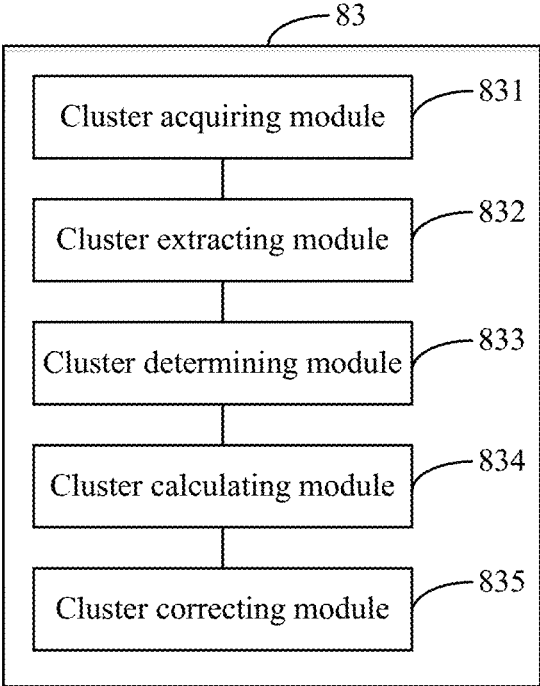 83
Cluster acquiring module
831
Cluster extracting module
832
Cluster determining module
833
Cluster calculating module
834
Cluster correcting module
835